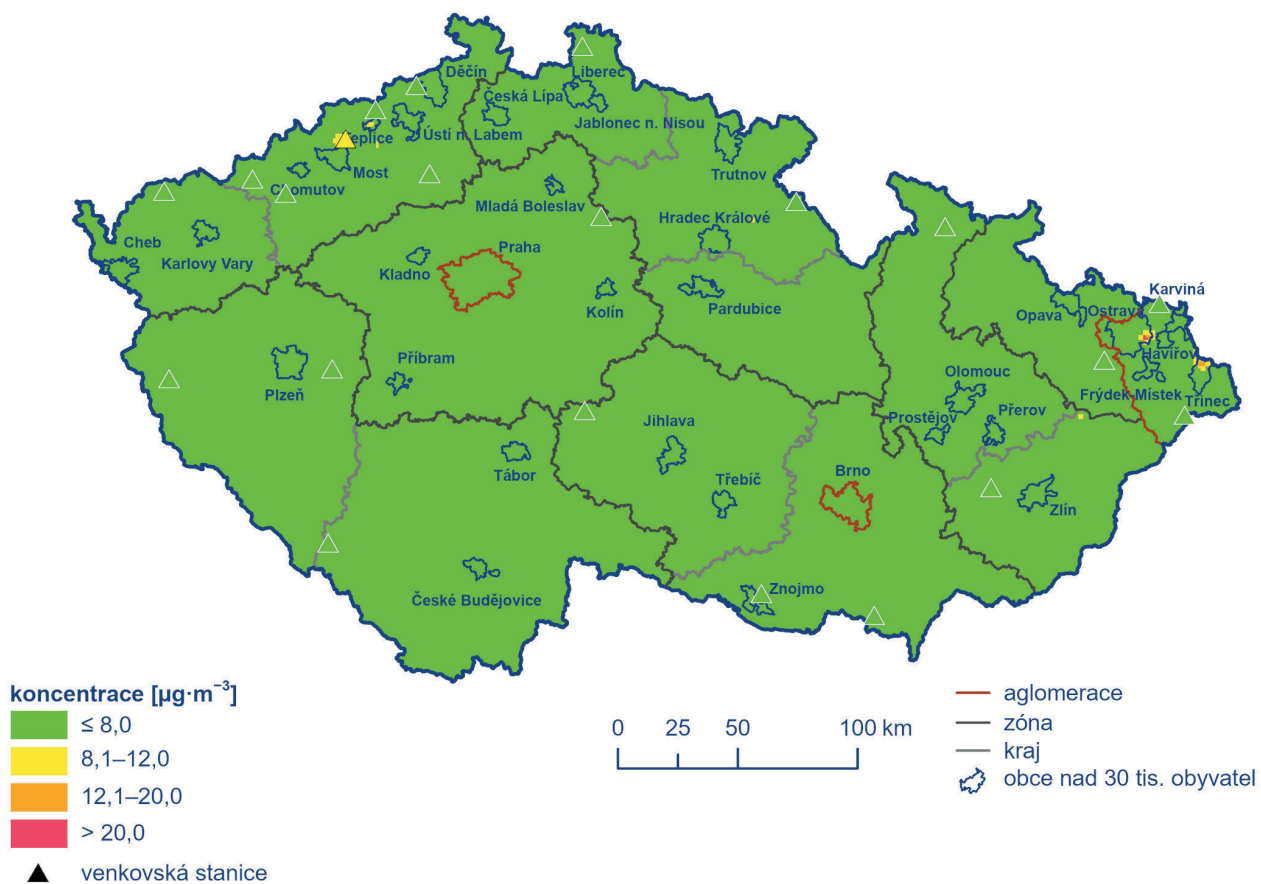 Děčín
Liberec
Česká Lípa
Jablonec n. Nisou
Ústí n. Labem
Teplice
Most
Chomutov
Trutnov
Mladá Boleslav
Hradec Králové
Cheb
Karlovy Vary
Praha
Kladno
Kolín
Pardubice
Karviná
Opava
Ostrava
Havířov
Příbram
Plzeň
Olomouc
Frýdek-Místek
Třinec
Prostějov
Přerov
Jihlava
Tábor
Třebíč
Brno
Zlín
Znojmo
České Budějovice
koncentrace [µg·m⁻³]
≤ 8,0
8,1–12,0
12,1–20,0
> 20,0
venkovská stanice
0 25 50 100 km
aglomerace
zóna
kraj
obce nad 30 tis. obyvatel